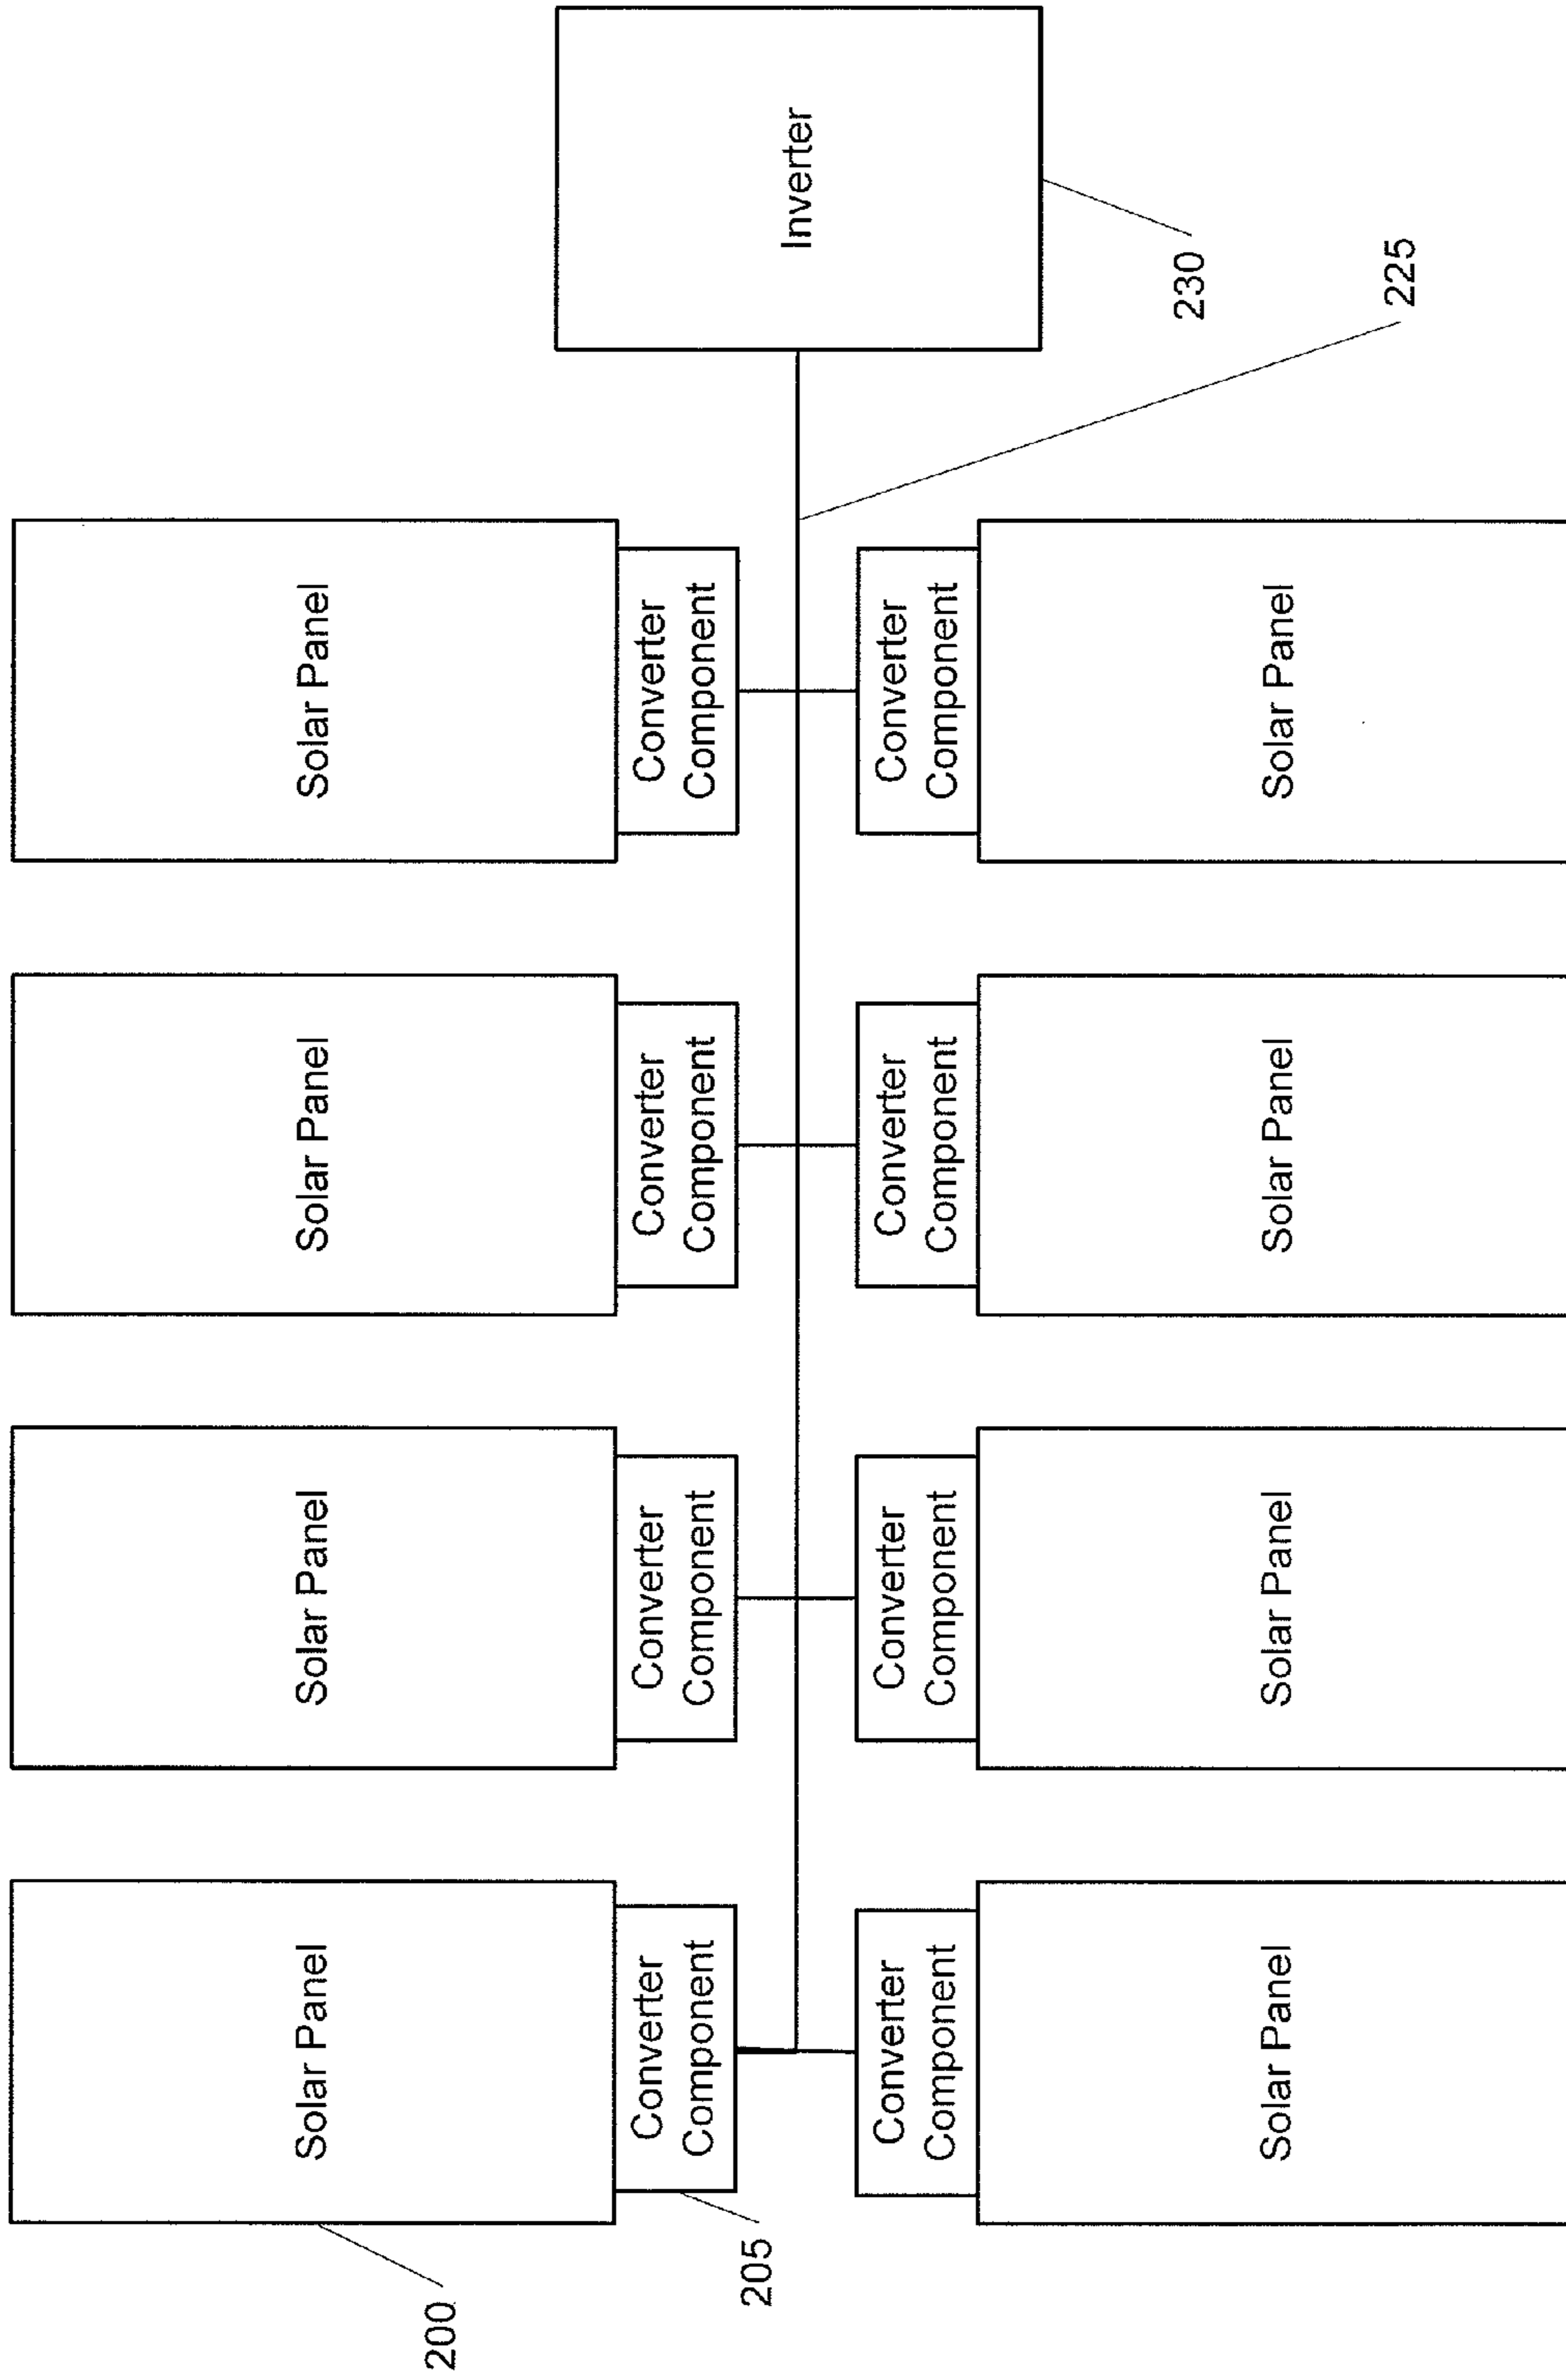 Solar Panel
Solar Panel
Solar Panel
Solar Panel
200
Converter
Component
Converter
Component
Converter
Component
Converter
Component
205
Inverter
Converter
Component
Converter
Component
Converter
Component
Converter
Component
230
Solar Panel
Solar Panel
Solar Panel
Solar Panel
225